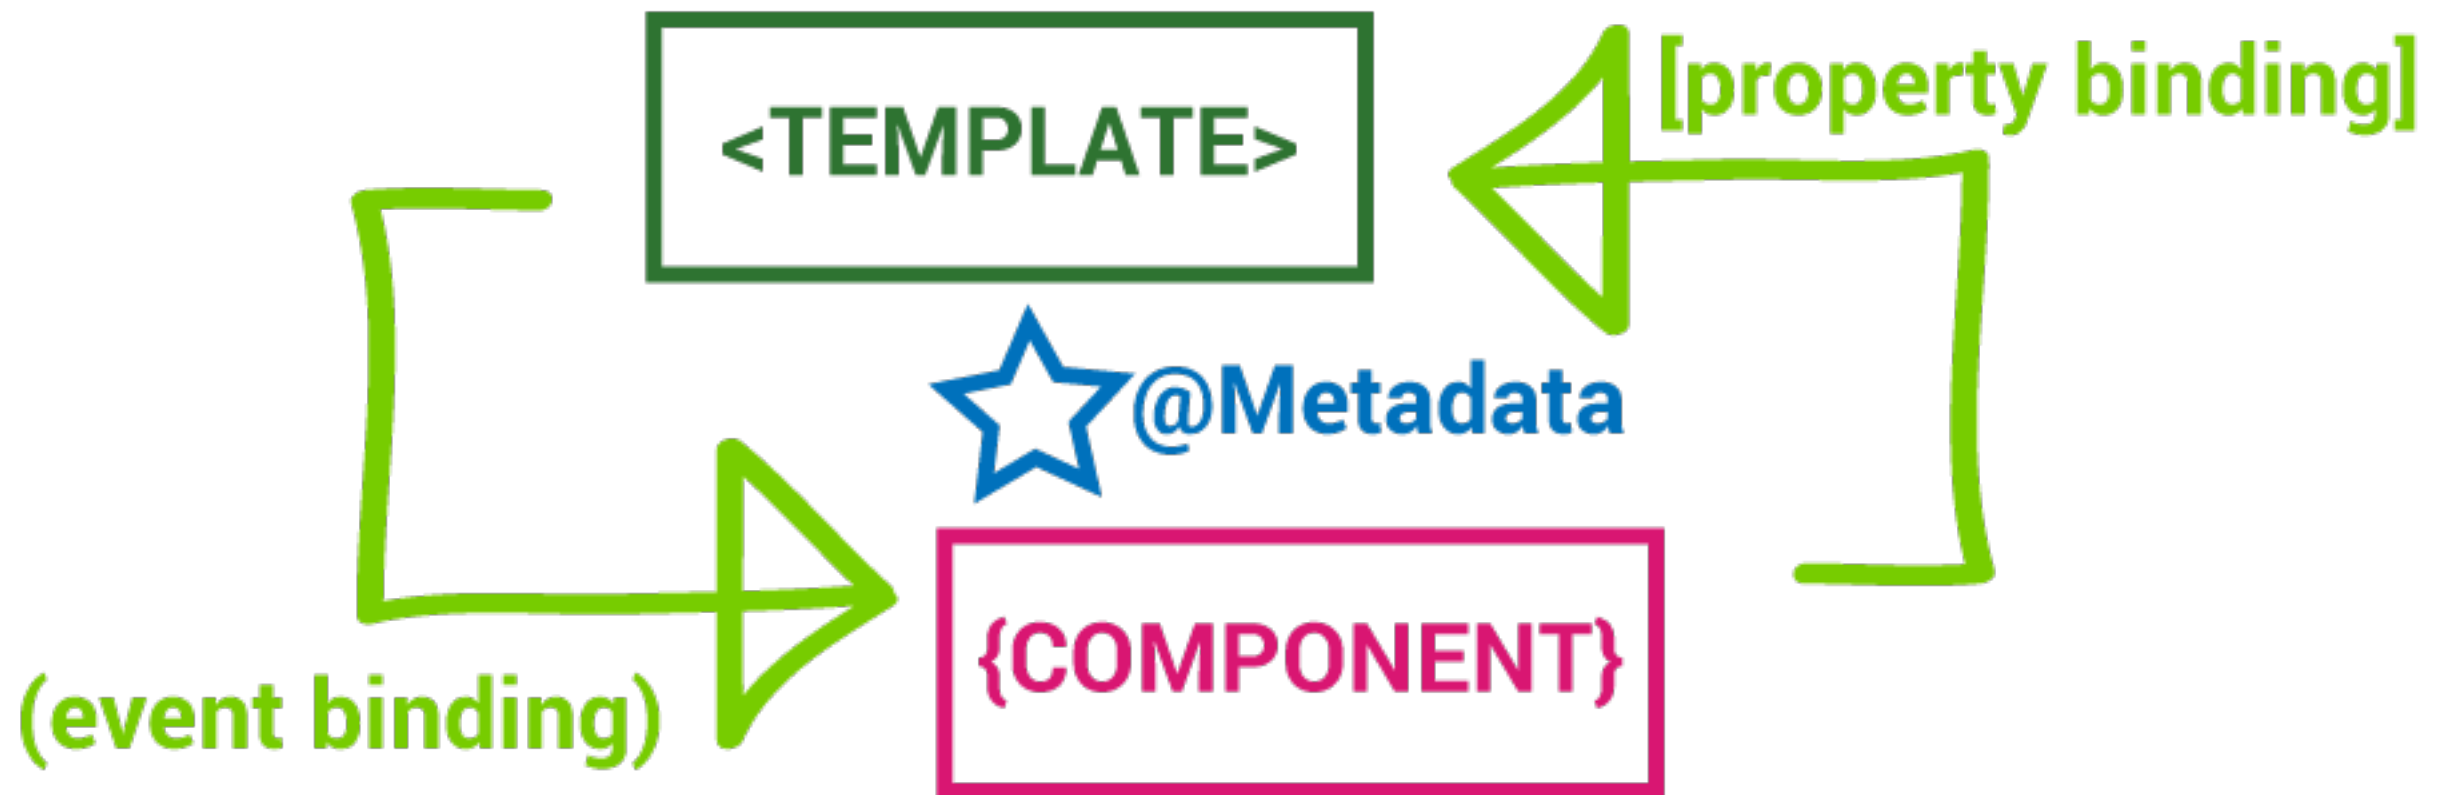 [property binding]
<TEMPLATE>
@Metadata
{COMPONENT}
(event binding)